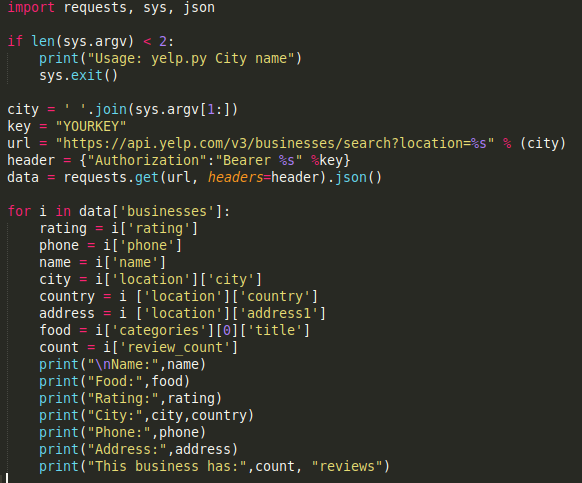 import requests, sys, json
if len(sys.argv) < 2:
    print("Usage: yelp.py City name")
    sys.exit()
city = ' '.join(sys.argv[1:])
key = "YOURKEY"
url = "https://api.yelp.com/v3/businesses/search?location=%s" % (city)
header = {"Authorization":"Bearer %s" %key}
data = requests.get(url, headers=header).json()
for i in data['businesses']:
    rating = i['rating']
    phone = i['phone']
    name = i['name']
    city = i['location']['city']
    country = i ['location']['country']
    address = i ['location']['address1']
    food = i['categories'][0]['title']
    count = i['review_count']
    print("\nName:",name)
    print("Food:",food)
    print("Rating:",rating)
    print("City:",city,country)
    print("Phone:",phone)
    print("Address:",address)
    print("This business has:",count, "reviews")